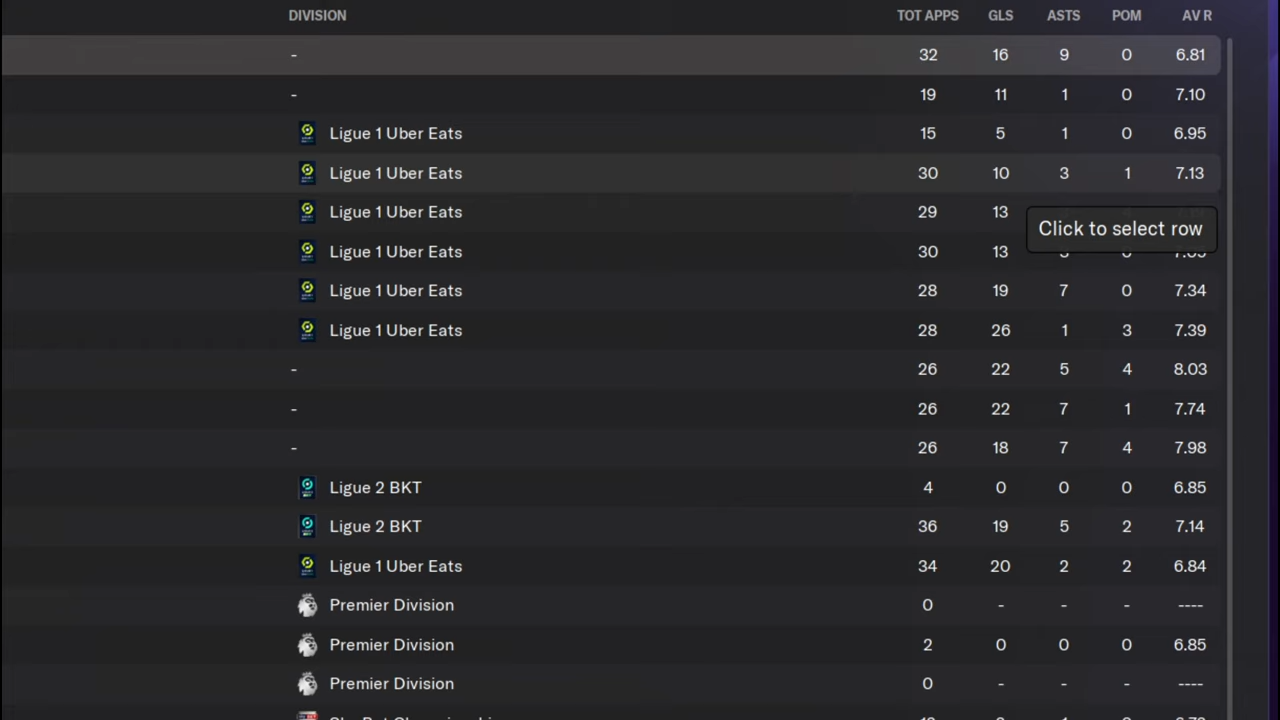 DIVISION TOT APPS GLS ASTS POM AV R
- 32 16 9 0 6.81
- 19 11 1 0 7.10
Ligue 1 Uber Eats 15 5 1 0 6.95
Ligue 1 Uber Eats 30 10 3 1 7.13
Ligue 1 Uber Eats 29 13
Click to select row
Ligue 1 Uber Eats 30 13
Ligue 1 Uber Eats 28 19 7 0 7.34
Ligue 1 Uber Eats 28 26 1 3 7.39
- 26 22 5 4 8.03
- 26 22 7 1 7.74
- 26 18 7 4 7.98
Ligue 2 BKT 4 0 0 0 6.85
Ligue 2 BKT 36 19 5 2 7.14
Ligue 1 Uber Eats 34 20 2 2 6.84
Premier Division 0 - - - ----
Premier Division 2 0 0 0 6.85
Premier Division 0 - - - ----